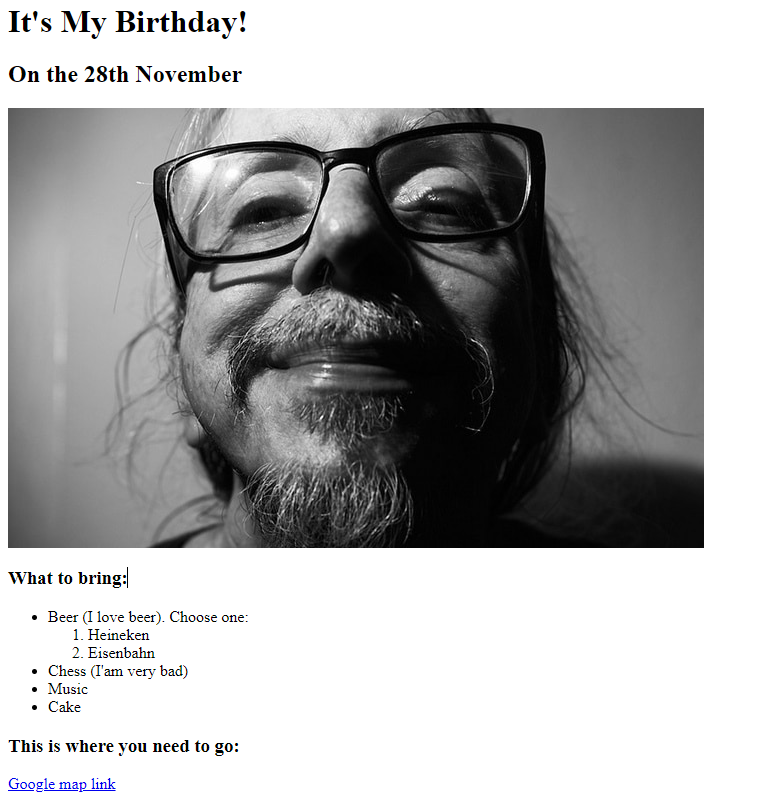 It's My Birthday!
On the 28th November
What to bring:
• Beer (I love beer). Choose one:
1. Heineken
2. Eisenbahn
• Chess (I'am very bad)
• Music
• Cake
This is where you need to go:
Google map link